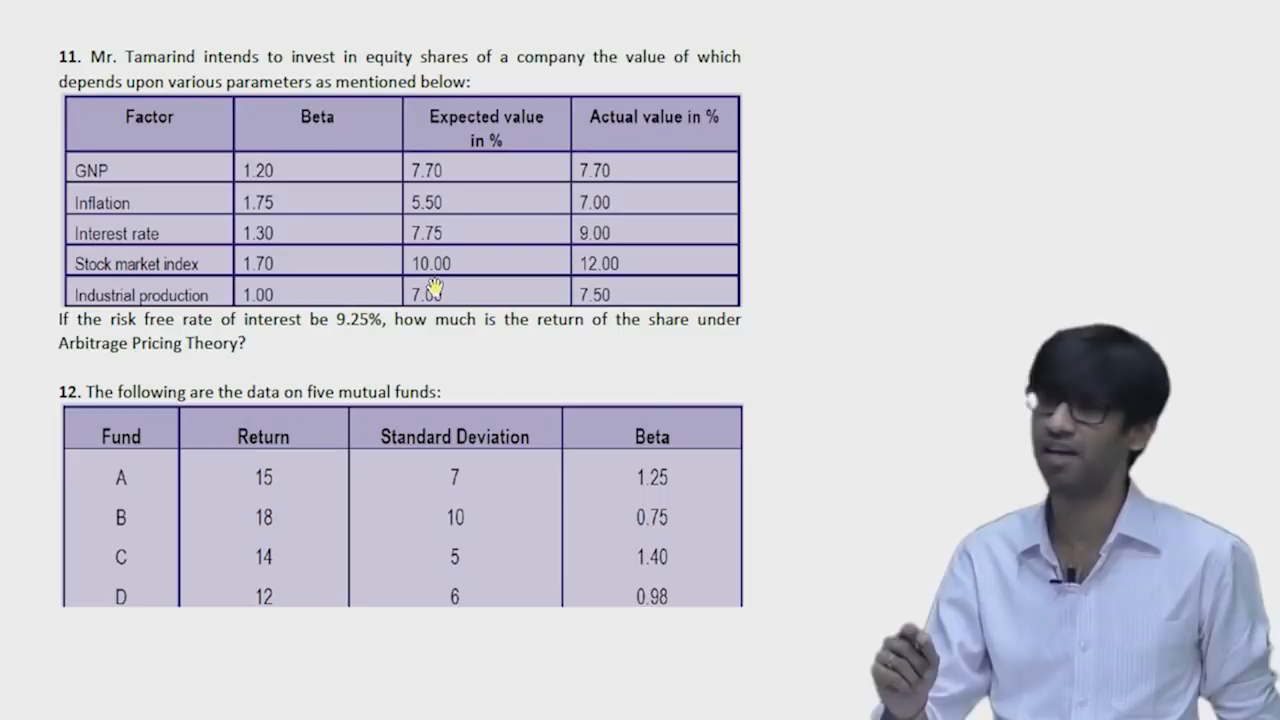 11. Mr. Tamarind intends to invest in equity shares of a company the value of which
depends upon various parameters as mentioned below:
Factor Beta Expected value in % Actual value in %
GNP 1.20 7.70 7.70
Inflation 1.75 5.50 7.00
Interest rate 1.30 7.75 9.00
Stock market index 1.70 10.00 12.00
Industrial production 1.00 7.00 7.50
If the risk free rate of interest be 9.25%, how much is the return of the share under
Arbitrage Pricing Theory?
12. The following are the data on five mutual funds:
Fund Return Standard Deviation Beta
A 15 7 1.25
B 18 10 0.75
C 14 5 1.40
D 12 6 0.98